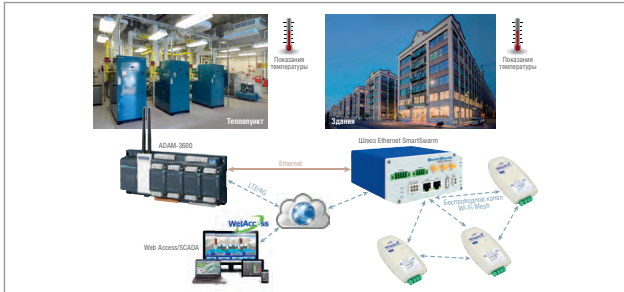 Показания
температуры
Показания
температуры
Теплопункт
Здания
ADAM-3600
Шлюз Ethernet SmartSwarm
Ethernet
LTE/4G
Беспроводной канал
Wi-Fi Mesh
WebAccess
Web Access/SCADA